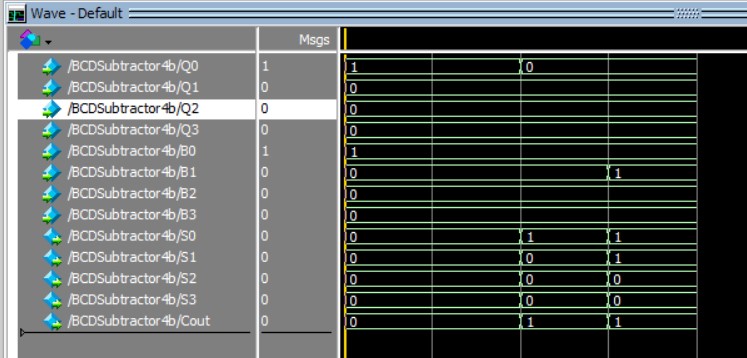 Wave - Default
Msgs
/BCDSubtractor4b/Q0 1 1 0
/BCDSubtractor4b/Q1 0 0
/BCDSubtractor4b/Q2 0 0
/BCDSubtractor4b/Q3 0 0
/BCDSubtractor4b/B0 1 1
/BCDSubtractor4b/B1 0 0 1
/BCDSubtractor4b/B2 0 0
/BCDSubtractor4b/B3 0 0
/BCDSubtractor4b/S0 0 0 1 1
/BCDSubtractor4b/S1 0 0 0 1
/BCDSubtractor4b/S2 0 0 0 0
/BCDSubtractor4b/S3 0 0 0 0
/BCDSubtractor4b/Cout 0 0 1 1